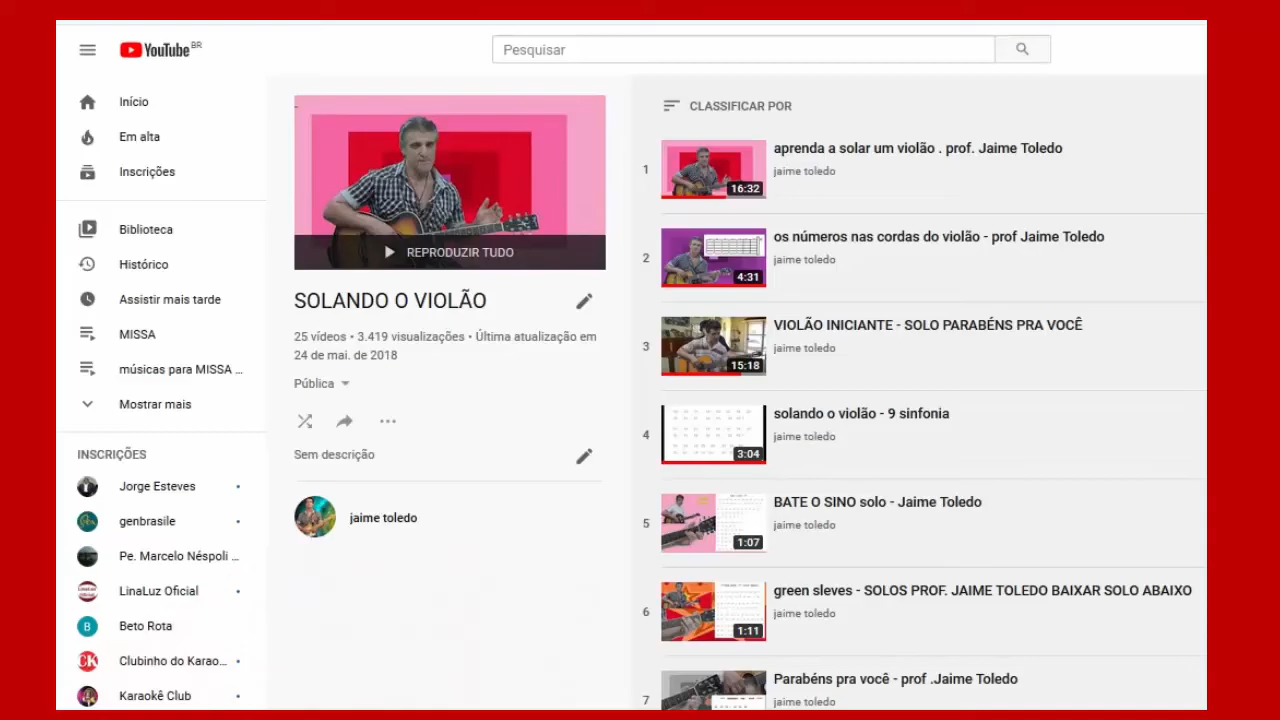 YouTube BR
Pesquisar
Início
Em alta
Inscrições
Biblioteca
Histórico
Assistir mais tarde
MISSA
músicas para MISSA ...
Mostrar mais
INSCRIÇÕES
Jorge Esteves
genbrasile
Pe. Marcelo Néspoli ...
LinaLuz Oficial
B
Beto Rota
CK
Clubinho do Karao...
Karaokê Club
REPRODUZIR TUDO
SOLANDO O VIOLÃO
25 vídeos • 3.419 visualizações • Última atualização em
24 de mai. de 2018
Pública
Sem descrição
jaime toledo
CLASSIFICAR POR
1
16:32
aprenda a solar um violão . prof. Jaime Toledo
jaime toledo
2
4:31
os números nas cordas do violão - prof Jaime Toledo
jaime toledo
3
15:18
VIOLÃO INICIANTE - SOLO PARABÉNS PRA VOCÊ
jaime toledo
4
3:04
solando o violão - 9 sinfonia
jaime toledo
5
1:07
BATE O SINO solo - Jaime Toledo
jaime toledo
6
1:11
green sleves - SOLOS PROF. JAIME TOLEDO BAIXAR SOLO ABAIXO
jaime toledo
7
Parabéns pra você - prof .Jaime Toledo
jaime toledo